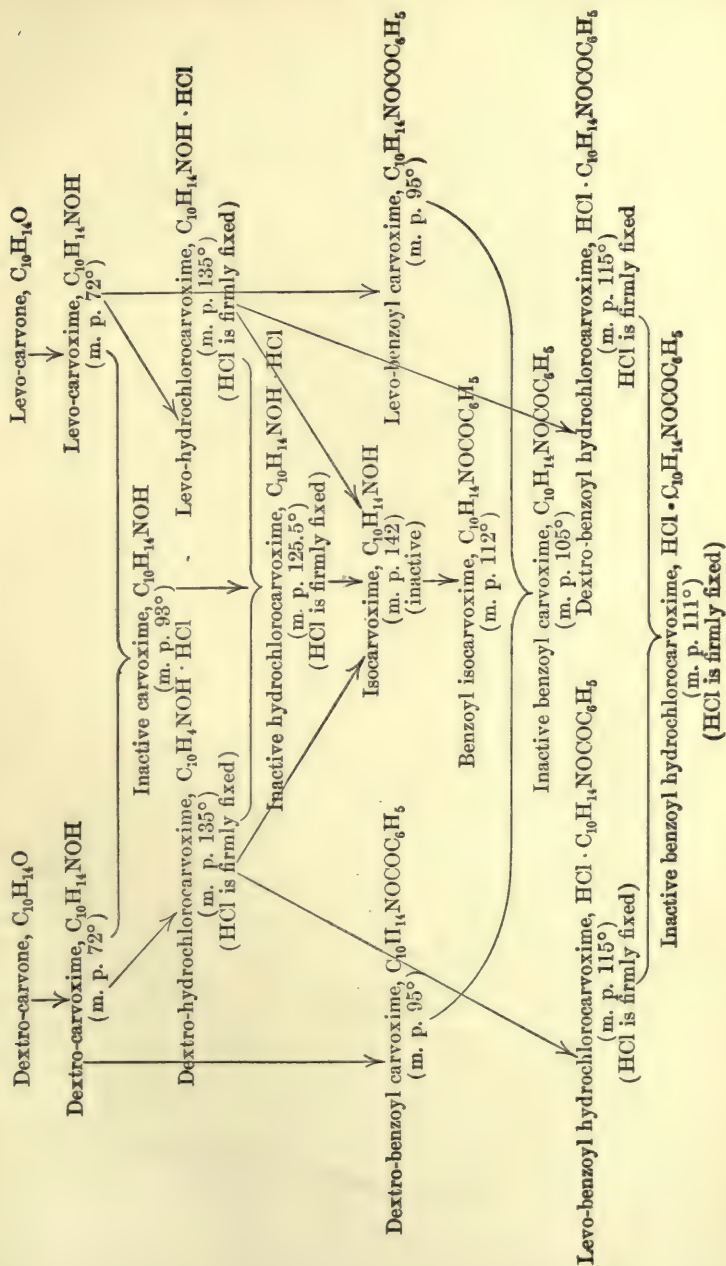 Dextro-carvone, C₁₀H₁₄O
Levo-carvone, C₁₀H₁₄O
Dextro-carvoxime, C₁₀H₁₄NOH
(m. p. 72°)
Levo-carvoxime, C₁₀H₁₄NOH
(m. p. 72°)
Inactive carvoxime, C₁₀H₁₄NOH
(m. p. 93°)
Dextro-hydrochlorocarvoxime, C₁₀H₄NOH · HCl
(m. p. 135°)
(HCl is firmly fixed)
Levo-hydrochlorocarvoxime, C₁₀H₁₄NOH · HCl
(m. p. 135°)
(HCl is firmly fixed)
Inactive hydrochlorocarvoxime, C₁₀H₁₄NOH · HCl
(m. p. 125.5°)
(HCl is firmly fixed)
Isocarvoxime, C₁₀H₁₄NOH
(m. p. 142)
(inactive)
Dextro-benzoyl carvoxime, C₁₀H₁₄NOCOC₆H₅
(m. p. 95°)
Levo-benzoyl carvoxime, C₁₀H₁₄NOCOC₆H₅
(m. p. 95°)
Benzoyl isocarvoxime, C₁₀H₁₄NOCOC₆H₅
(m. p. 112°)
Inactive benzoyl carvoxime, C₁₀H₁₄NOCOC₆H₅
(m. p. 105°)
Levo-benzoyl hydrochlorocarvoxime, HCl · C₁₀H₁₄NOCOC₆H₅
(m. p. 115°)
(HCl is firmly fixed)
Dextro-benzoyl hydrochlorocarvoxime, HCl · C₁₀H₁₄NOCOC₆H₅
(m. p. 115°)
HCl is firmly fixed
Inactive benzoyl hydrochlorocarvoxime, HCl · C₁₀H₁₄NOCOC₆H₅
(m. p. 111°)
(HCl is firmly fixed)